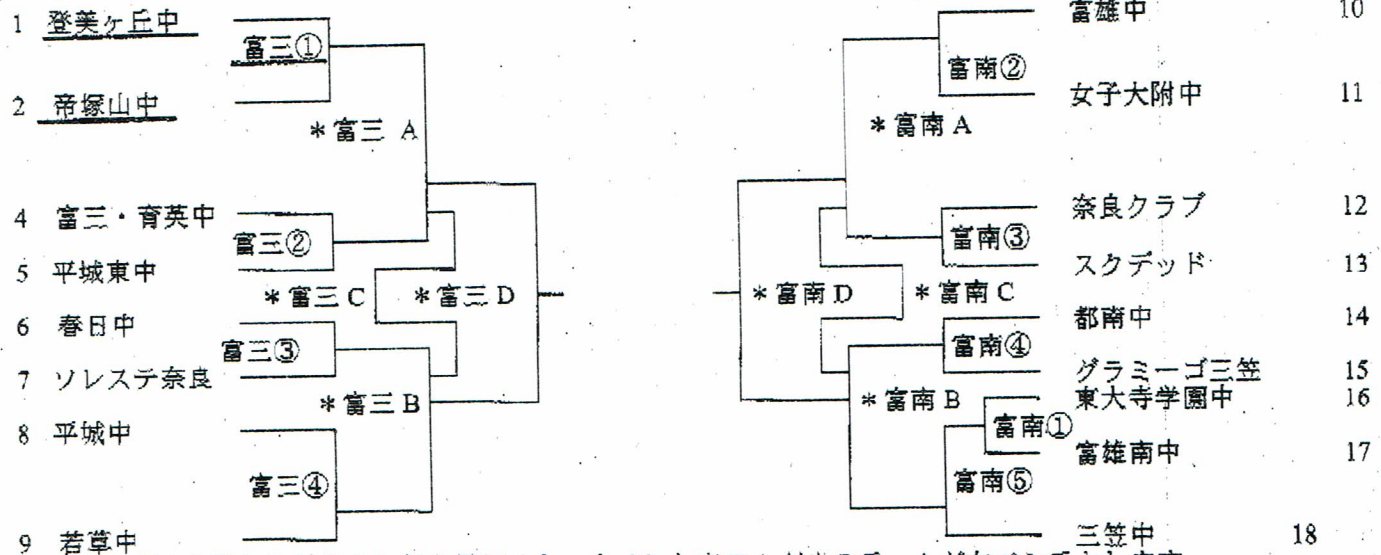 1 登美ヶ丘中
富三①
2 帝塚山中
*富三 A
4 富三・育英中
富三②
5 平城東中
*富三 C
*富三 D
6 春日中
富三③
7 ソレステ奈良
*富三 B
8 平城中
富三④
9 若草中
富雄中 10
富南②
女子大附中 11
*富南 A
奈良クラブ 12
富南③
スクデッド 13
*富南 D
*富南 C
都南中 14
富南④
グラミーゴ三笠 15
*富南 B
東大寺学園中 16
富南①
富雄南中 17
富南⑤
三笠中 18